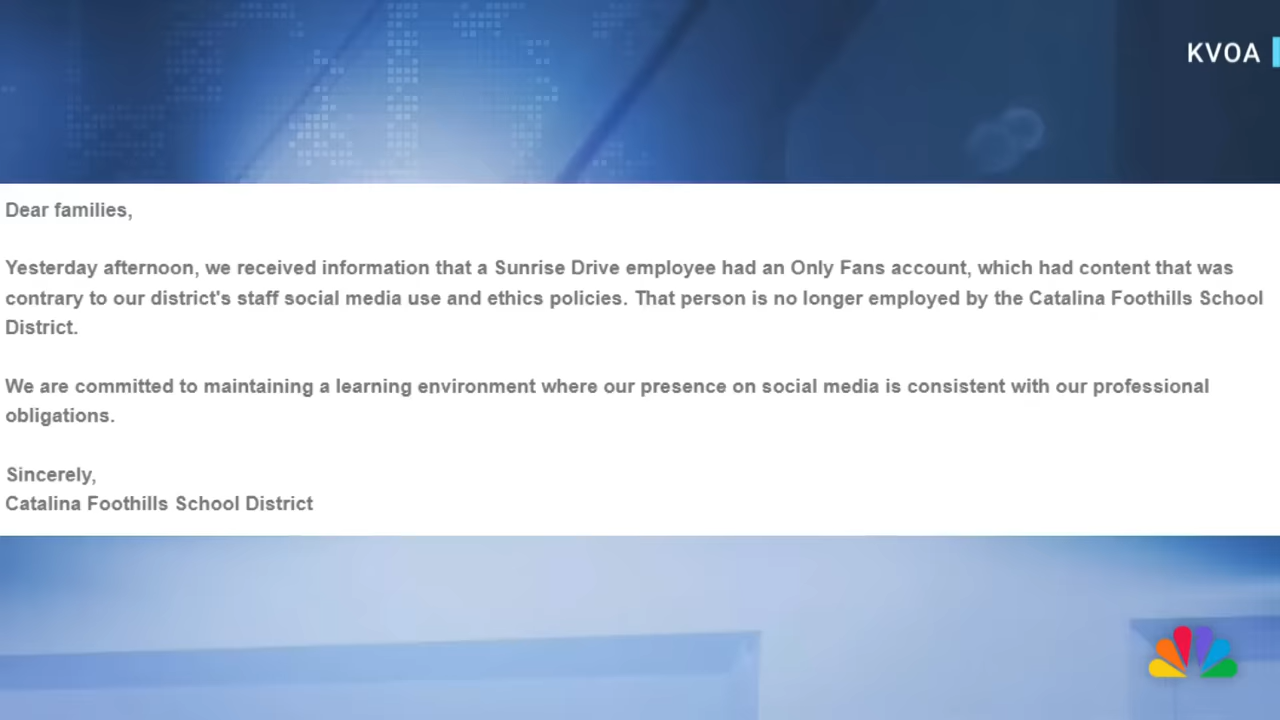 KVOA
Dear families,
Yesterday afternoon, we received information that a Sunrise Drive employee had an Only Fans account, which had content that was
contrary to our district's staff social media use and ethics policies. That person is no longer employed by the Catalina Foothills School
District.
We are committed to maintaining a learning environment where our presence on social media is consistent with our professional
obligations.
Sincerely,
Catalina Foothills School District